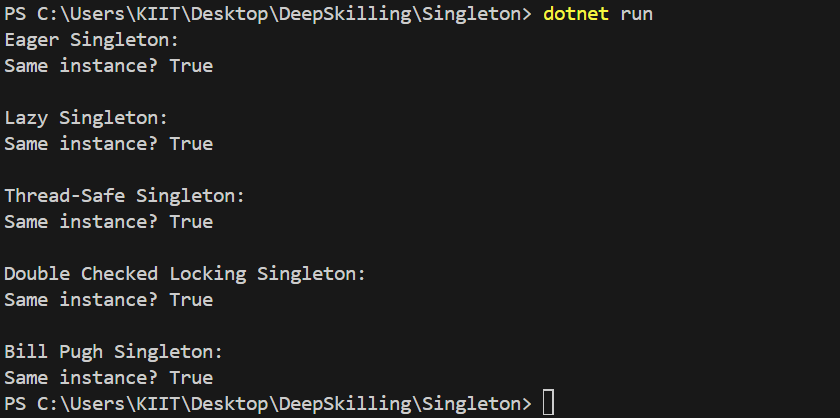 PS C:\Users\KIIT\Desktop\DeepSkilling\Singleton> dotnet run
Eager Singleton:
Same instance? True
Lazy Singleton:
Same instance? True
Thread-Safe Singleton:
Same instance? True
Double Checked Locking Singleton:
Same instance? True
Bill Pugh Singleton:
Same instance? True
PS C:\Users\KIIT\Desktop\DeepSkilling\Singleton>